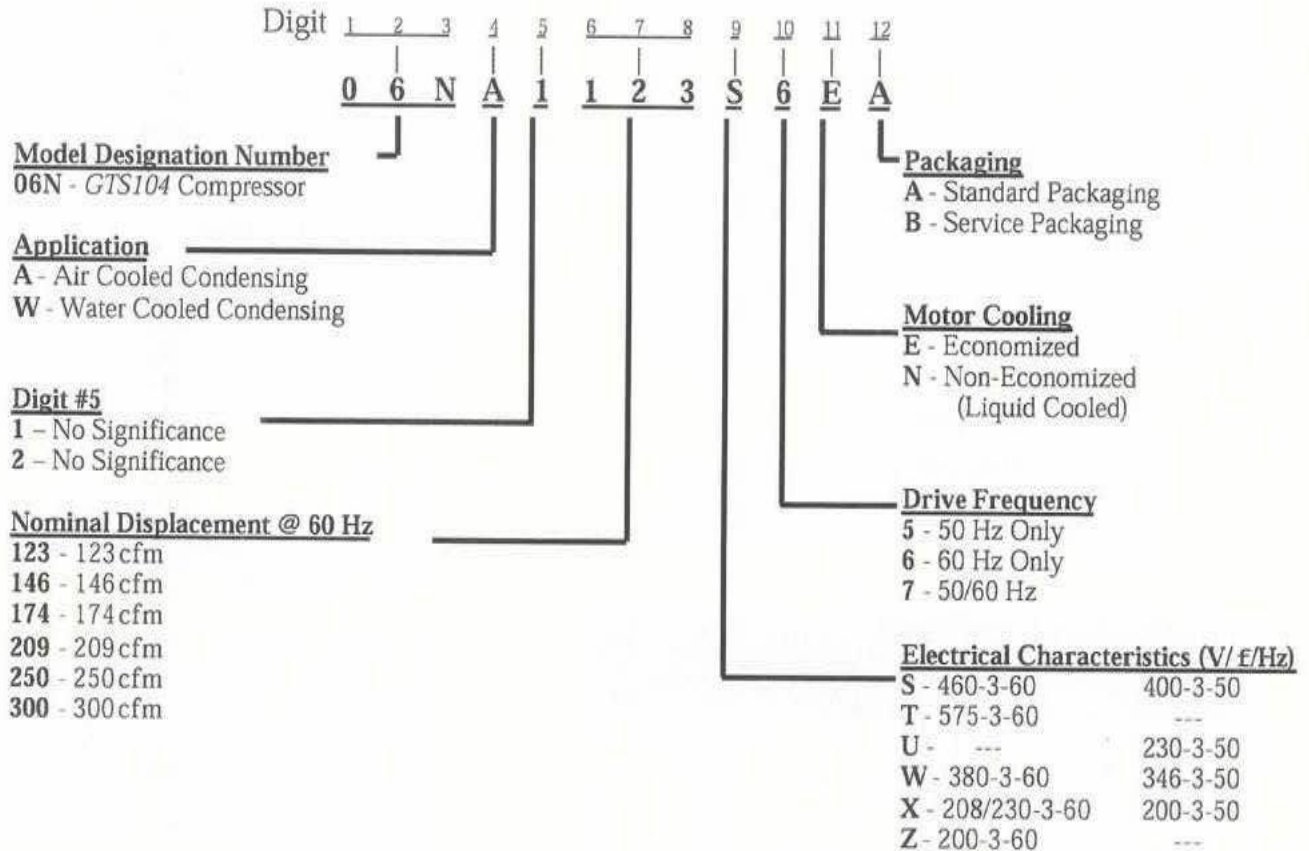 Digit 1 2 3 4 5 6 7 8 9 10 11 12
0 6 N A 1 1 2 3 S 6 E A
Model Designation Number
06N - GTS104 Compressor
Application
A - Air Cooled Condensing
W - Water Cooled Condensing
Digit #5
1 – No Significance
2 – No Significance
Nominal Displacement @ 60 Hz
123 - 123 cfm
146 - 146 cfm
174 - 174 cfm
209 - 209 cfm
250 - 250 cfm
300 - 300 cfm
Packaging
A - Standard Packaging
B - Service Packaging
Motor Cooling
E - Economized
N - Non-Economized
(Liquid Cooled)
Drive Frequency
5 - 50 Hz Only
6 - 60 Hz Only
7 - 50/60 Hz
Electrical Characteristics (V/ f/Hz)
S - 460-3-60 400-3-50
T - 575-3-60 ---
U - --- 230-3-50
W - 380-3-60 346-3-50
X - 208/230-3-60 200-3-50
Z - 200-3-60 ---